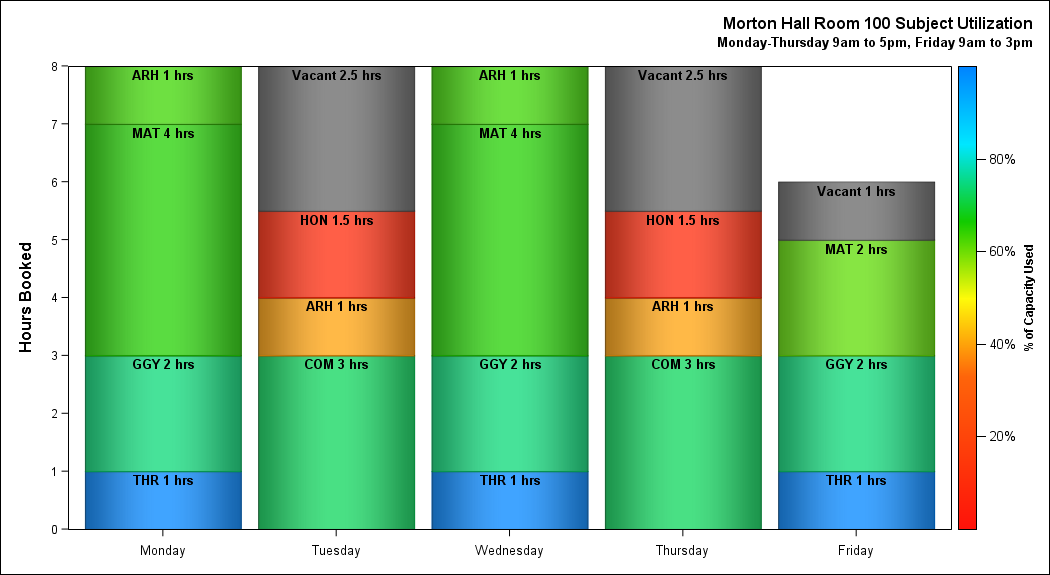 Morton Hall Room 100 Subject Utilization
Monday-Thursday 9am to 5pm, Friday 9am to 3pm
Hours Booked
8
7
6
5
4
3
2
1
0
ARH 1 hrs
MAT 4 hrs
GGY 2 hrs
THR 1 hrs
Vacant 2.5 hrs
HON 1.5 hrs
ARH 1 hrs
COM 3 hrs
ARH 1 hrs
MAT 4 hrs
GGY 2 hrs
THR 1 hrs
Vacant 2.5 hrs
HON 1.5 hrs
ARH 1 hrs
COM 3 hrs
Vacant 1 hrs
MAT 2 hrs
GGY 2 hrs
THR 1 hrs
Monday
Tuesday
Wednesday
Thursday
Friday
80%
60%
40%
20%
% of Capacity Used